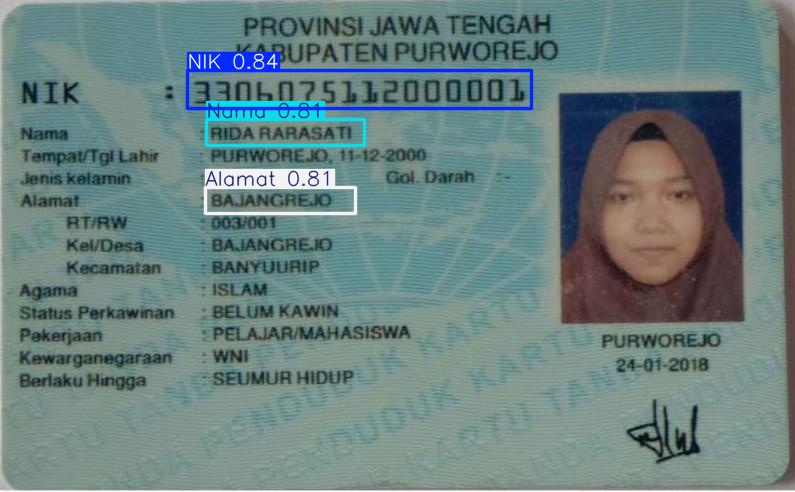 PROVINSI JAWA TENGAH
KABUPATEN PURWOREJO
NIK 0.84
NIK : 3306075112000001
Nama 0.81
Nama : RIDA RARASATI
Tempat/Tgl Lahir : PURWOREJO, 11-12-2000
Alamat 0.81
Jenis kelamin Gol. Darah :-
Alamat : BAJANGREJO
RT/RW : 003/001
Kel/Desa : BAJANGREJO
Kecamatan : BANYUURIP
Agama : ISLAM
Status Perkawinan : BELUM KAWIN
Pekerjaan : PELAJAR/MAHASISWA
Kewarganegaraan : WNI
Berlaku Hingga : SEUMUR HIDUP
PURWOREJO
24-01-2018